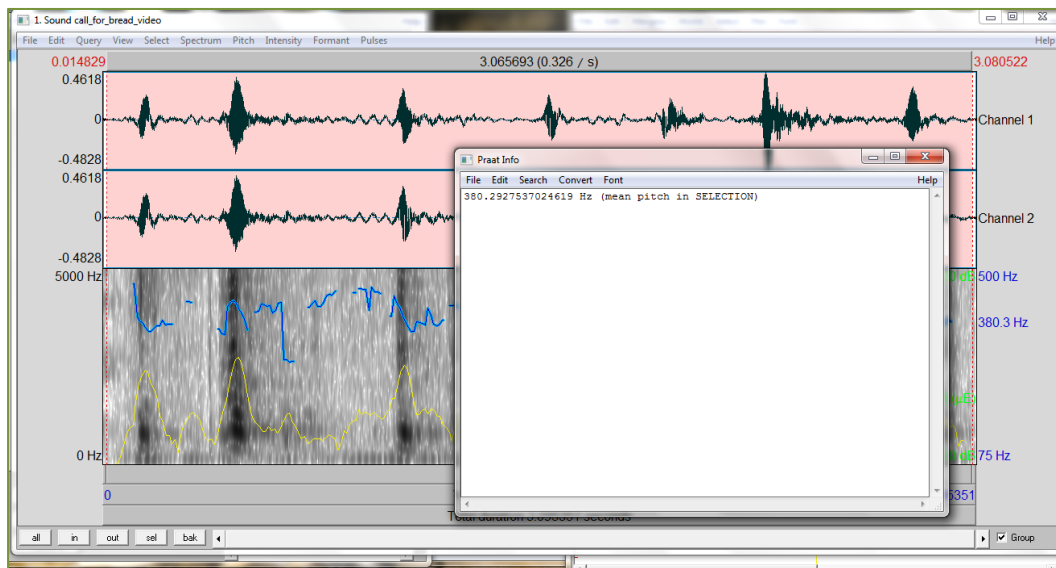 1. Sound call_for_bread_video
File Edit Query View Select Spectrum Pitch Intensity Formant Pulses Help
0.014829 3.065693 (0.326 / s) 3.080522
0.4618
0 Channel 1
-0.4828
0.4618
0 Channel 2
-0.4828
5000 Hz 500 Hz
380.3 Hz
0 Hz 75 Hz
Praat Info
File Edit Search Convert Font Help
380.2927537024619 Hz (mean pitch in SELECTION)
0 5351
all in out sel bak Group